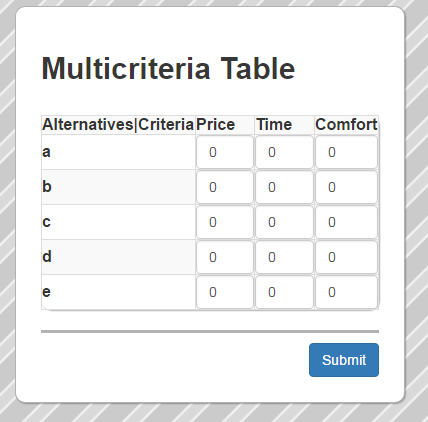 Multicriteria Table
Alternatives|Criteria Price Time Comfort
a 0 0 0
b 0 0 0
c 0 0 0
d 0 0 0
e 0 0 0
Submit